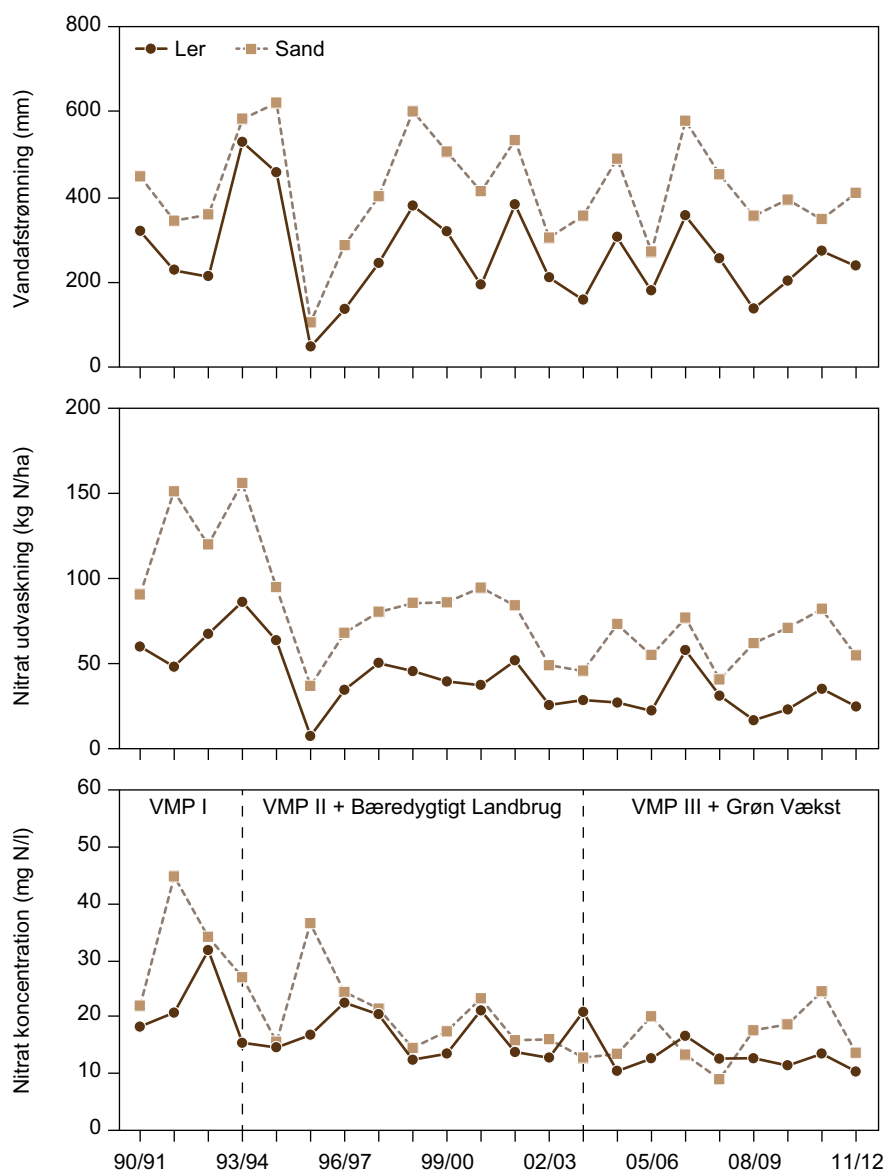 Vandafstrømning (mm)
800
600
400
200
0
Ler
Sand
Nitrat udvaskning (kg N/ha)
200
150
100
50
0
Nitrat koncentration (mg N/l)
60
50
40
30
20
10
0
VMP I
VMP II + Bæredygtigt Landbrug
VMP III + Grøn Vækst
90/91 93/94 96/97 99/00 02/03 05/06 08/09 11/12